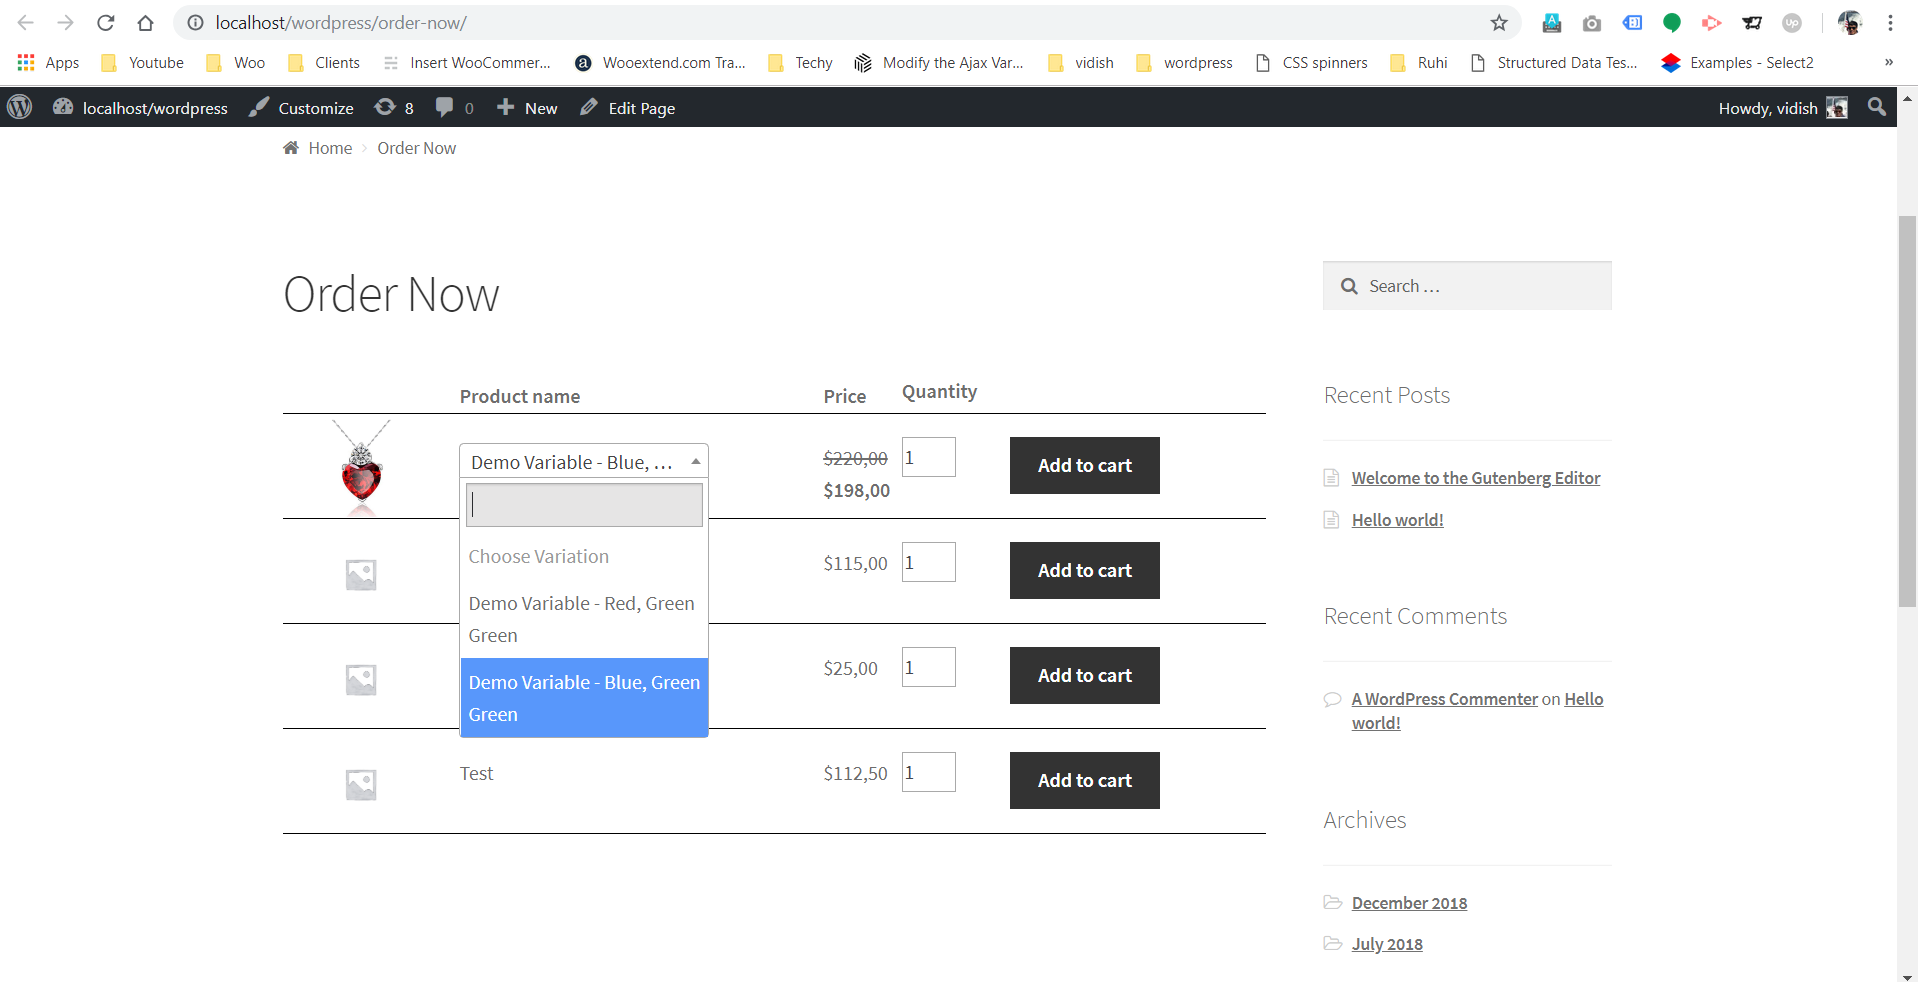 localhost/wordpress/order-now/
Apps Youtube Woo Clients Insert WooCommer... Wooextend.com Tra... Techy Modify the Ajax Var... vidish wordpress CSS spinners Ruhi Structured Data Tes... Examples - Select2 »
localhost/wordpress Customize 8 0 New Edit Page Howdy, vidish
Home Order Now
Order Now
Search …
Product name Price Quantity
Demo Variable - Blue, … $220,00 1 Add to cart
$198,00
Choose Variation
Demo Variable - Red, Green
Green
Demo Variable - Blue, Green
Green
$115,00 1 Add to cart
$25,00 1 Add to cart
Test $112,50 1 Add to cart
Recent Posts
Welcome to the Gutenberg Editor
Hello world!
Recent Comments
A WordPress Commenter on Hello
world!
Archives
December 2018
July 2018